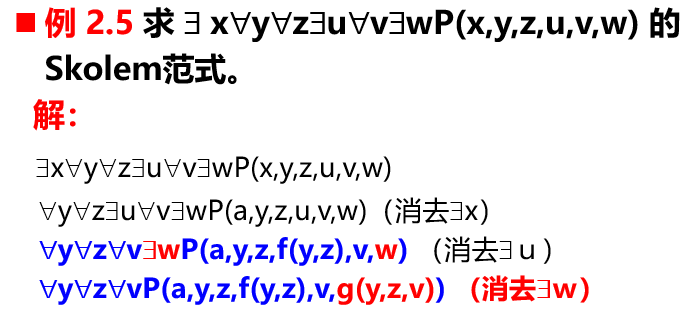 ■ 例 2.5 求 ∃ x∀y∀z∃u∀v∃wP(x,y,z,u,v,w) 的
Skolem范式。
解：
∃x∀y∀z∃u∀v∃wP(x,y,z,u,v,w)
∀y∀z∃u∀v∃wP(a,y,z,u,v,w)（消去∃x）
∀y∀z∀v∃wP(a,y,z,f(y,z),v,w) （消去∃ u ）
∀y∀z∀vP(a,y,z,f(y,z),v,g(y,z,v)) （消去∃w）